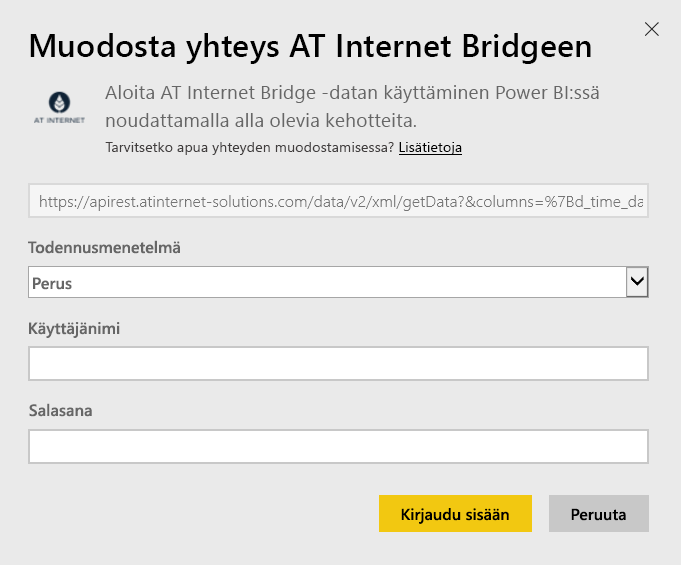 Muodosta yhteys AT Internet Bridgeen
AT INTERNET
Aloita AT Internet Bridge -datan käyttäminen Power BI:ssä
noudattamalla alla olevia kehotteita.
Tarvitsetko apua yhteyden muodostamisessa? Lisätietoja
https://apirest.atinternet-solutions.com/data/v2/xml/getData?&columns=%7Bd_time_da
Todennusmenetelmä
Perus
Käyttäjänimi
Salasana
Kirjaudu sisään
Peruuta